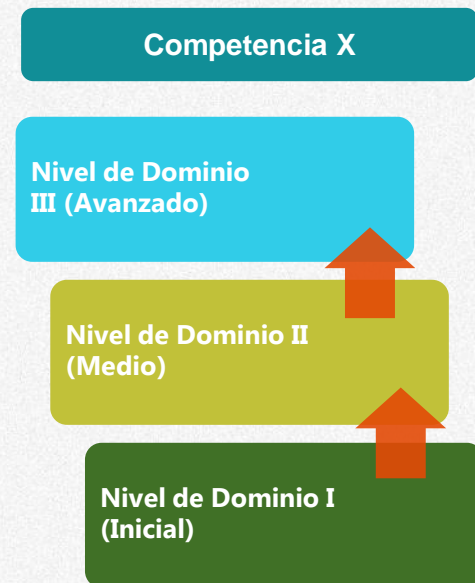 Competencia X
Nivel de Dominio
III (Avanzado)
Nivel de Dominio II
(Medio)
Nivel de Dominio I
(Inicial)